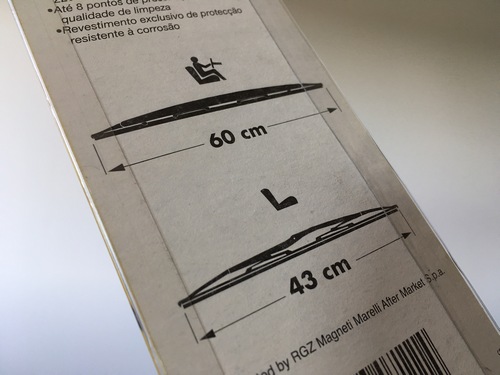 •Até 8 pontos de
qualidade de limpeza
•Revestimento exclusivo de protecção
resistente à corrosão
60 cm
43 cm
by RGZ Magneti Marelli After Market S.p.a.